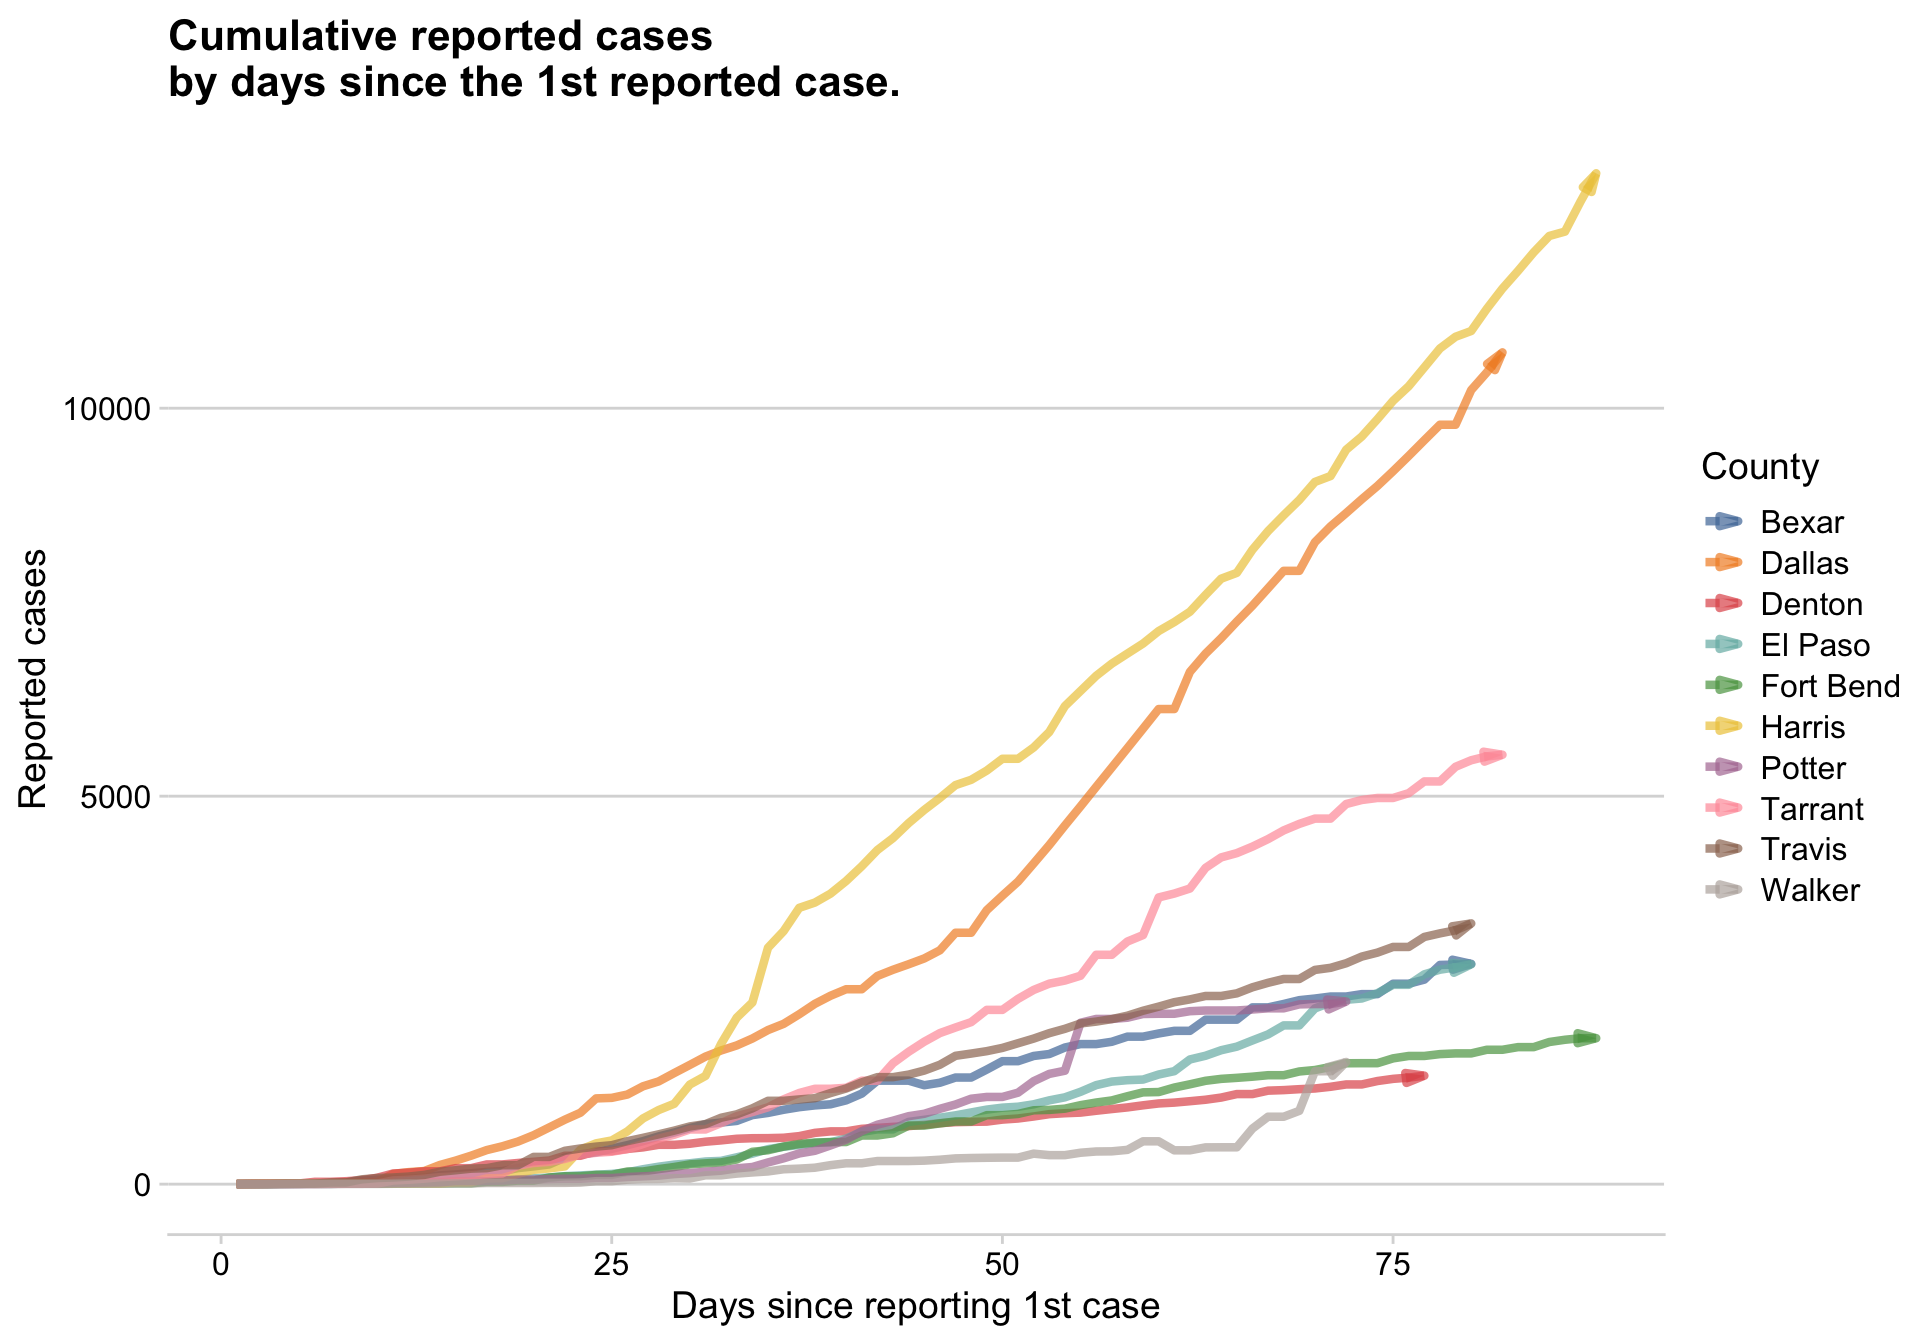 Cumulative reported cases
by days since the 1st reported case.
Reported cases
10000
5000
0
0
25
50
75
Days since reporting 1st case
County
Bexar
Dallas
Denton
El Paso
Fort Bend
Harris
Potter
Tarrant
Travis
Walker